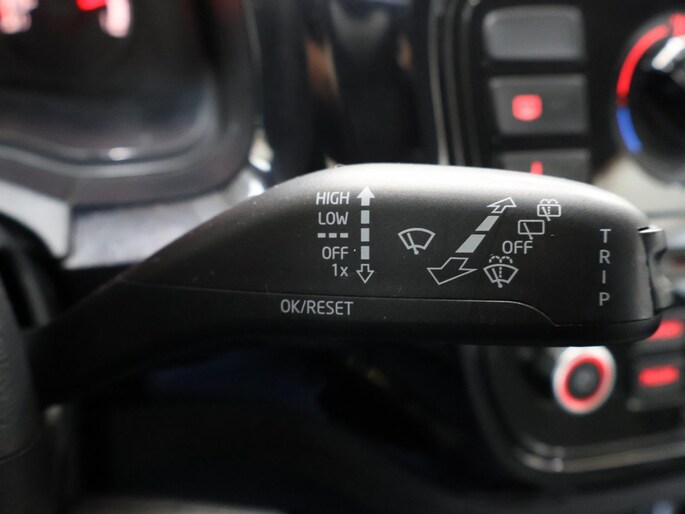 HIGH
LOW
---
OFF
1x
OFF
TRIP
OK/RESET